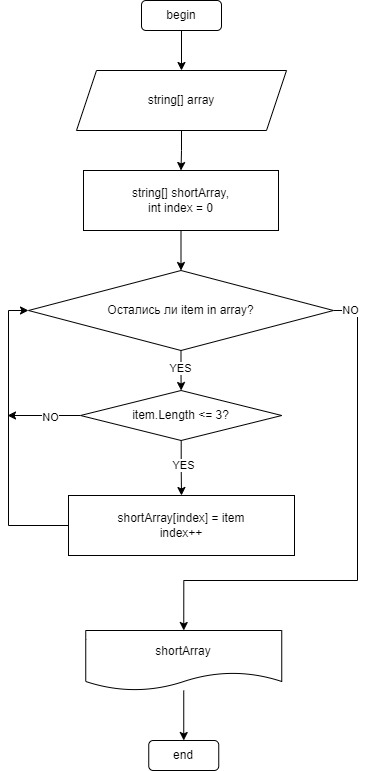 begin
string[] array
string[] shortArray,
int index = 0
Остались ли item in array?
NO
YES
item.Length <= 3?
NO
YES
shortArray[index] = item
index++
shortArray
end